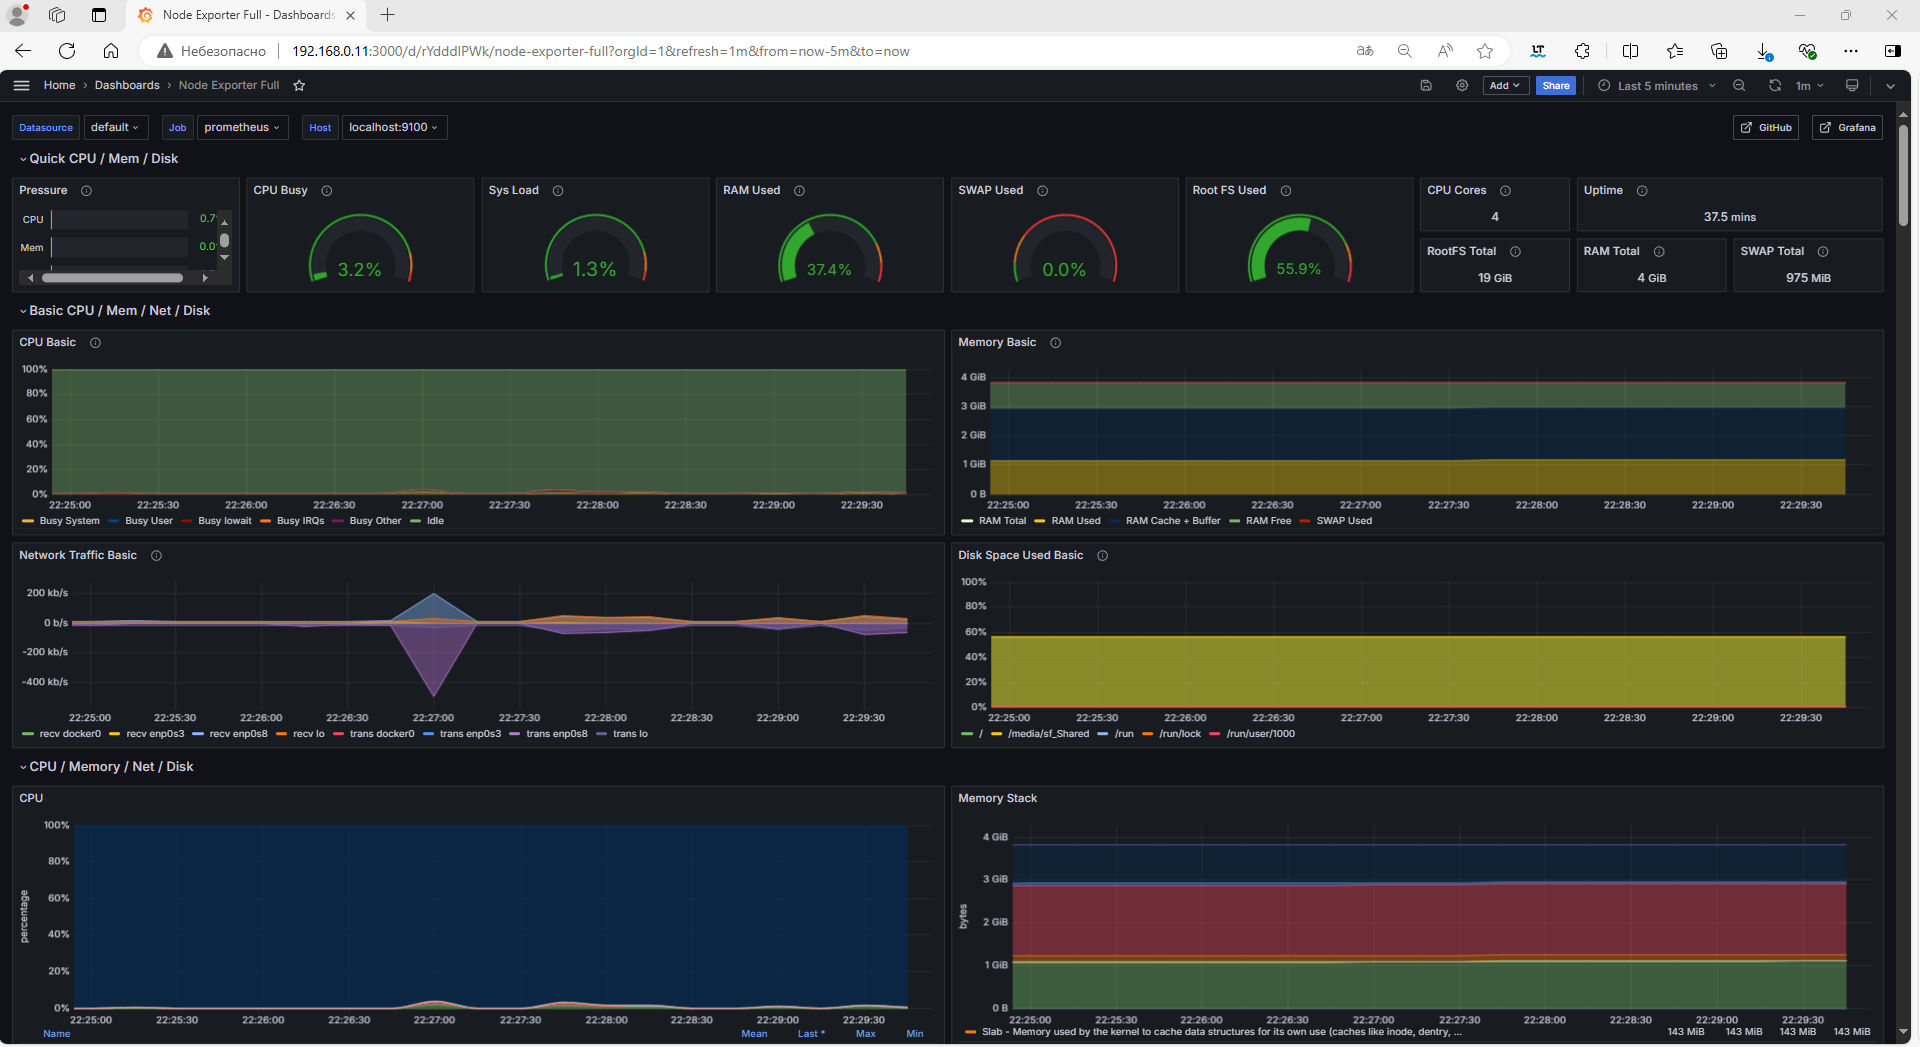 Node Exporter Full - Dashboards
Небезопасно 192.168.0.11:3000/d/rYdddlPWk/node-exporter-full?orgId=1&refresh=1m&from=now-5m&to=now
Home › Dashboards › Node Exporter Full
Add Share Last 5 minutes 1m
Datasource default Job prometheus Host localhost:9100 GitHub Grafana
Quick CPU / Mem / Disk
Pressure CPU Busy Sys Load RAM Used SWAP Used Root FS Used CPU Cores Uptime
CPU 0.7
Mem 0.0
3.2% 1.3% 37.4% 0.0% 55.9%
4 37.5 mins
RootFS Total RAM Total SWAP Total
19 GiB 4 GiB 975 MiB
Basic CPU / Mem / Net / Disk
CPU Basic
100%
80%
60%
40%
20%
0%
22:25:00 22:25:30 22:26:00 22:26:30 22:27:00 22:27:30 22:28:00 22:28:30 22:29:00 22:29:30
Busy System Busy User Busy Iowait Busy IRQs Busy Other Idle
Memory Basic
4 GiB
3 GiB
2 GiB
1 GiB
0 B
22:25:00 22:25:30 22:26:00 22:26:30 22:27:00 22:27:30 22:28:00 22:28:30 22:29:00 22:29:30
RAM Total RAM Used RAM Cache + Buffer RAM Free SWAP Used
Network Traffic Basic
200 kb/s
0 b/s
-200 kb/s
-400 kb/s
22:25:00 22:25:30 22:26:00 22:26:30 22:27:00 22:27:30 22:28:00 22:28:30 22:29:00 22:29:30
recv docker0 recv enp0s3 recv enp0s8 recv lo trans docker0 trans enp0s3 trans enp0s8 trans lo
Disk Space Used Basic
100%
80%
60%
40%
20%
0%
22:25:00 22:25:30 22:26:00 22:26:30 22:27:00 22:27:30 22:28:00 22:28:30 22:29:00 22:29:30
/ /media/sf_Shared /run /run/lock /run/user/1000
CPU / Memory / Net / Disk
CPU
percentage
100%
80%
60%
40%
20%
0%
22:25:00 22:25:30 22:26:00 22:26:30 22:27:00 22:27:30 22:28:00 22:28:30 22:29:00 22:29:30
Name Mean Last * Max Min
Memory Stack
bytes
4 GiB
3 GiB
2 GiB
1 GiB
0 B
22:25:00 22:25:30 22:26:00 22:26:30 22:27:00 22:27:30 22:28:00 22:28:30 22:29:00 22:29:30
Slab - Memory used by the kernel to cache data structures for its own use (caches like inode, dentry, ... 143 MiB 143 MiB 143 MiB 143 MiB